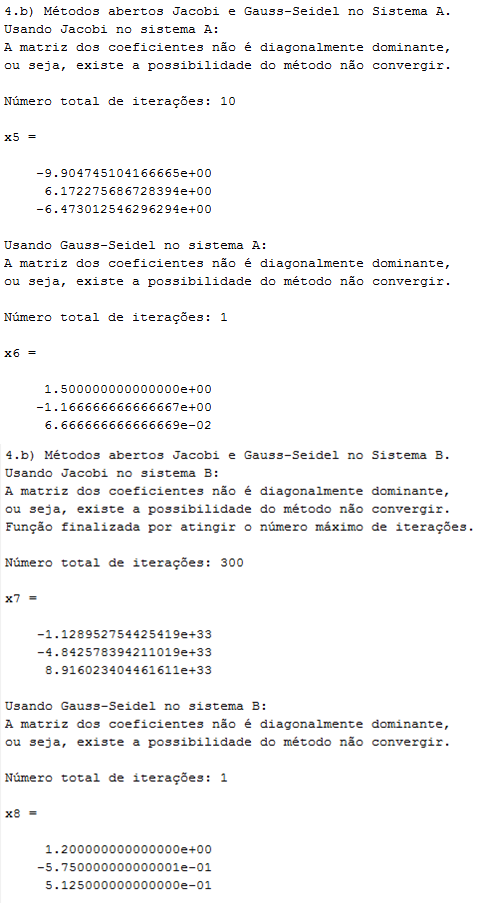 4.b) Métodos abertos Jacobi e Gauss-Seidel no Sistema A.
Usando Jacobi no sistema A:
A matriz dos coeficientes não é diagonalmente dominante,
ou seja, existe a possibilidade do método não convergir.
Número total de iterações: 10
x5 =
-9.904745104166665e+00
6.172275686728394e+00
-6.473012546296294e+00
Usando Gauss-Seidel no sistema A:
A matriz dos coeficientes não é diagonalmente dominante,
ou seja, existe a possibilidade do método não convergir.
Número total de iterações: 1
x6 =
1.500000000000000e+00
-1.166666666666667e+00
6.666666666666669e-02
4.b) Métodos abertos Jacobi e Gauss-Seidel no Sistema B.
Usando Jacobi no sistema B:
A matriz dos coeficientes não é diagonalmente dominante,
ou seja, existe a possibilidade do método não convergir.
Função finalizada por atingir o número máximo de iterações.
Número total de iterações: 300
x7 =
-1.128952754425419e+33
-4.842578394211019e+33
8.916023404461611e+33
Usando Gauss-Seidel no sistema B:
A matriz dos coeficientes não é diagonalmente dominante,
ou seja, existe a possibilidade do método não convergir.
Número total de iterações: 1
x8 =
1.200000000000000e+00
-5.750000000000001e-01
5.125000000000000e-01